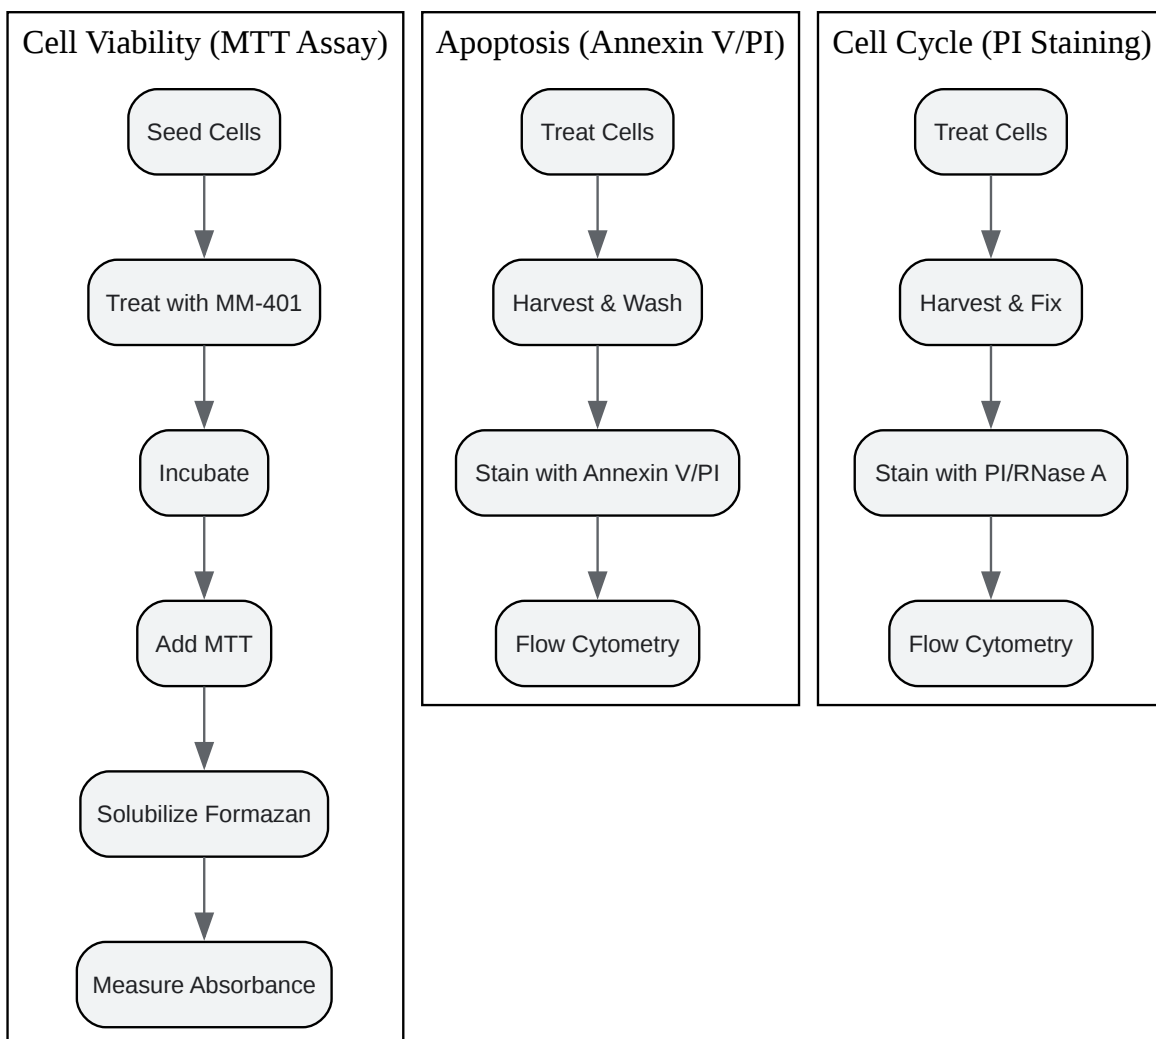 Cell Viability (MTT Assay)
Seed Cells
Treat with MM-401
Incubate
Add MTT
Solubilize Formazan
Measure Absorbance
Apoptosis (Annexin V/PI)
Treat Cells
Harvest & Wash
Stain with Annexin V/PI
Flow Cytometry
Cell Cycle (PI Staining)
Treat Cells
Harvest & Fix
Stain with PI/RNase A
Flow Cytometry